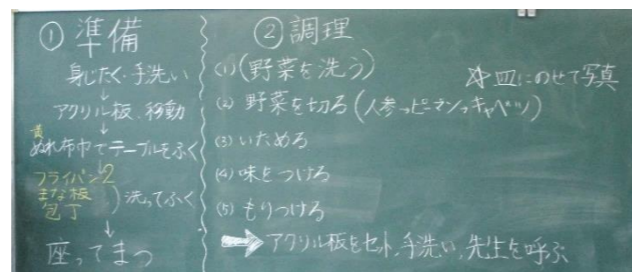 ① 準備
身じたく・手洗い
↓
アクリル板、移動
↓
黄
ぬれ布巾でテーブルをふく
↓
フライパン2
まな板
包丁
)洗ってふく
↓
座ってまつ
② 調理
(1) (野菜を洗う)
☆皿にのせて写真
(2) 野菜を切る(人参→ピーマン→キャベツ)
(3) いためる
(4) 味をつける
(5) もりつける
→アクリル板をセット、手洗い、先生を呼ぶ